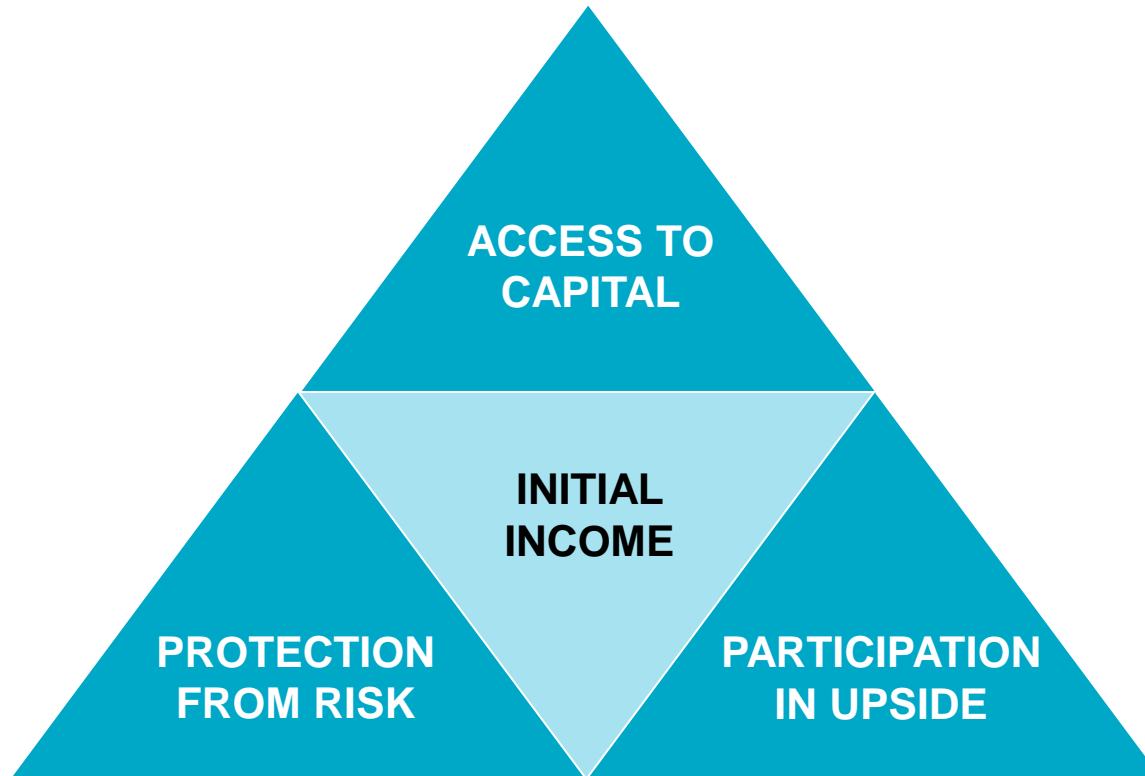 ACCESS TO
CAPITAL
INITIAL
INCOME
PROTECTION
FROM RISK
PARTICIPATION
IN UPSIDE